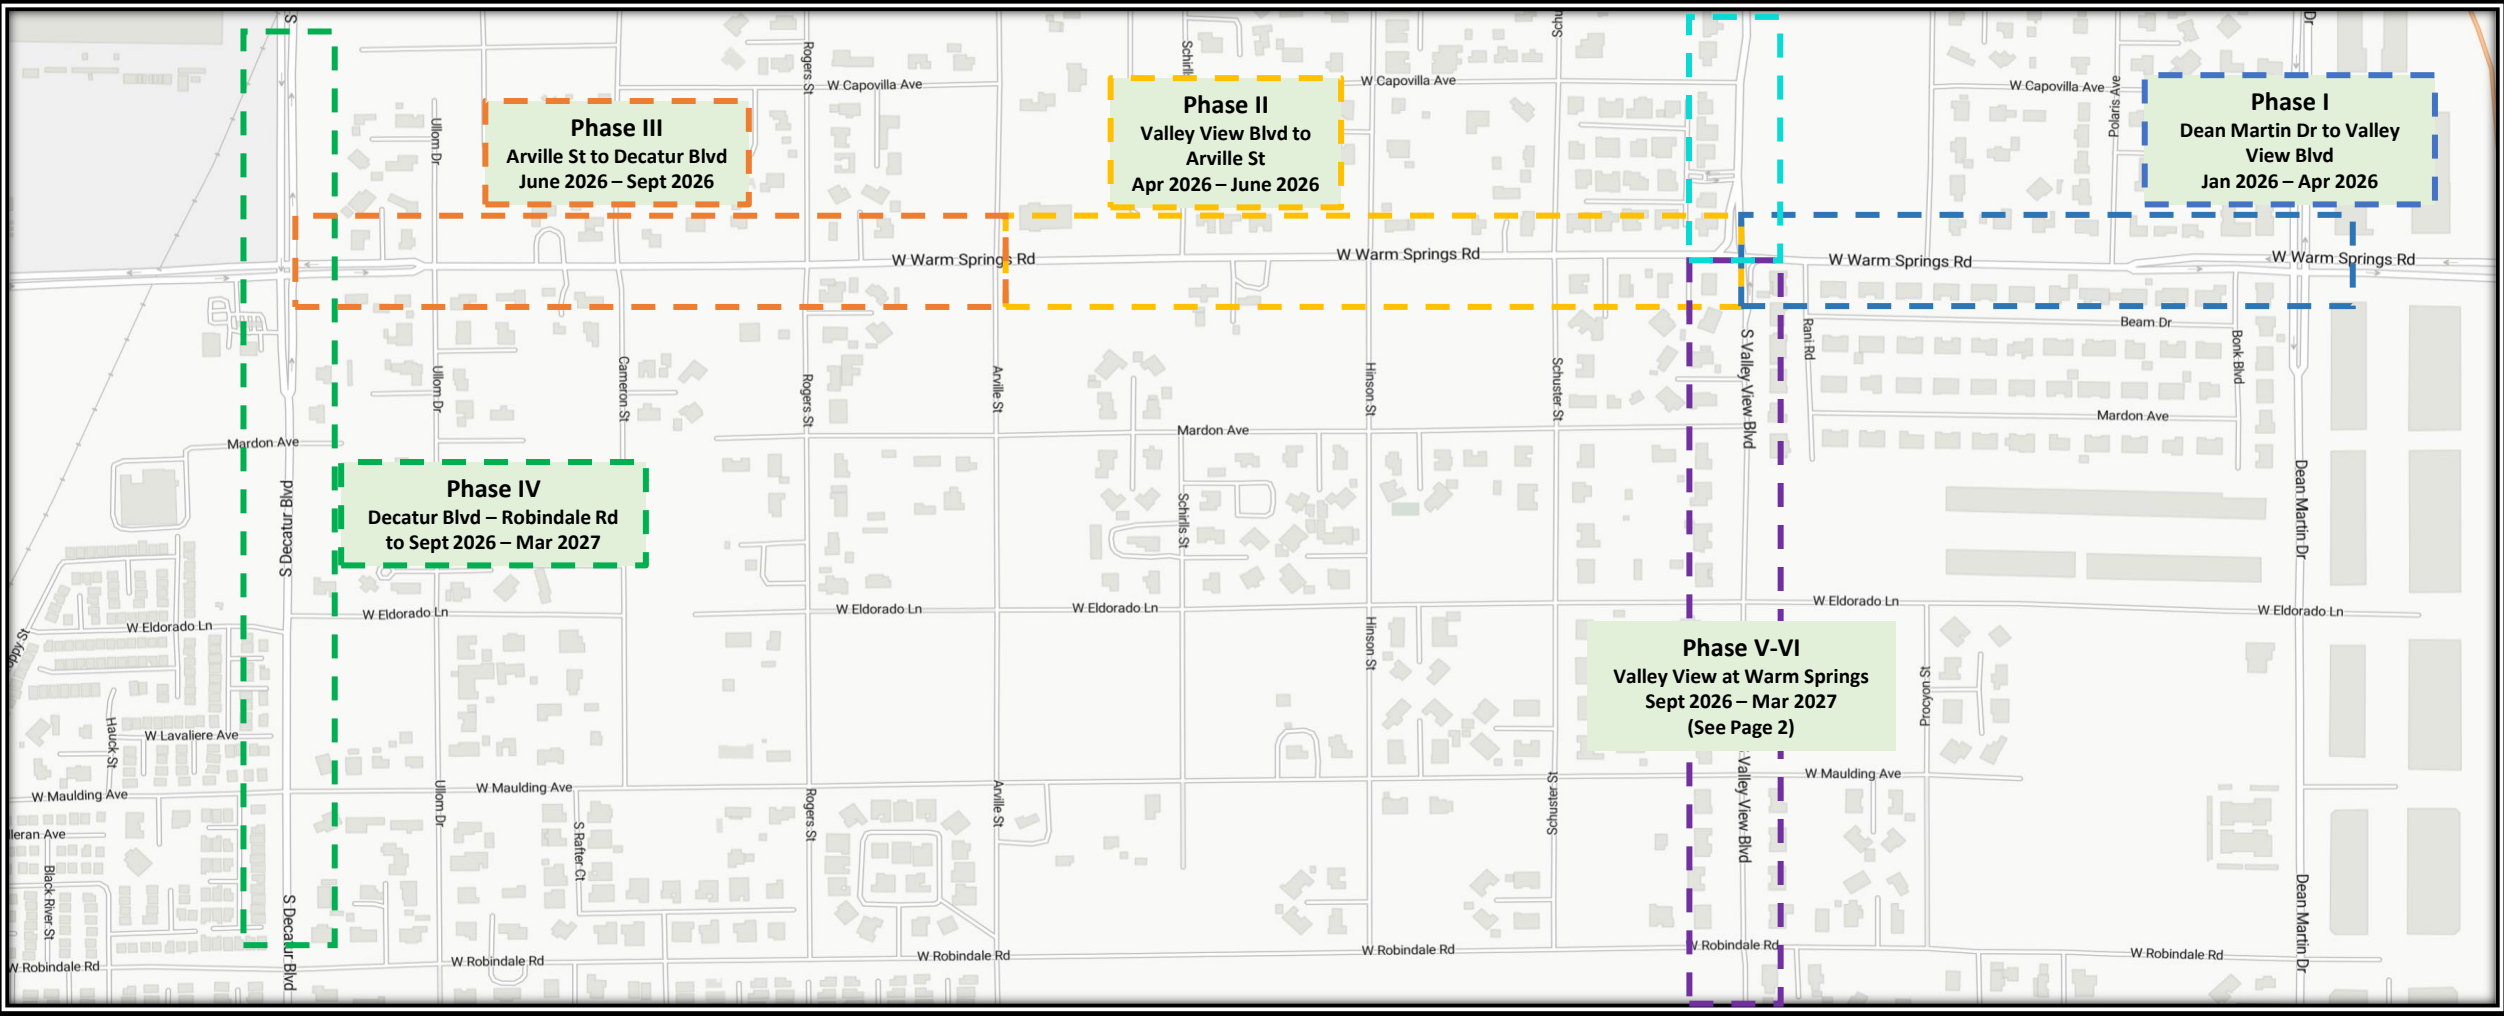 S
Rogers St
Schirlls
Schu
Dr
W Capovilla Ave
W Capovilla Ave
W Capovilla Ave
Polaris Ave
Ullom Dr
Phase III
Arville St to Decatur Blvd
June 2026 – Sept 2026
Phase II
Valley View Blvd to
Arville St
Apr 2026 – June 2026
Phase I
Dean Martin Dr to Valley
View Blvd
Jan 2026 – Apr 2026
W Warm Springs Rd
W Warm Springs Rd
W Warm Springs Rd
W Warm Springs Rd
Beam Dr
Rani Rd
Bonk Blvd
S Valley View Blvd
Ullom Dr
Cameron St
Rogers St
Arville St
Hinson St
Schuster St
Mardon Ave
Mardon Ave
Mardon Ave
S Decatur Blvd
Phase IV
Decatur Blvd – Robindale Rd
to Sept 2026 – Mar 2027
Schirlls St
Dean Martin Dr
W Eldorado Ln
W Eldorado Ln
W Eldorado Ln
W Eldorado Ln
W Eldorado Ln
W Eldorado Ln
oppy St
Hinson St
Phase V-VI
Valley View at Warm Springs
Sept 2026 – Mar 2027
(See Page 2)
Procyon St
Hauck St
W Lavaliere Ave
W Maulding Ave
W Maulding Ave
W Maulding Ave
Ullom Dr
S Rafter Ct
Rogers St
Arville St
Schuster St
Valley View Blvd
leran Ave
Black River St
S Decatur Blvd
Dean Martin Dr
W Robindale Rd
W Robindale Rd
W Robindale Rd
W Robindale Rd
W Robindale Rd
W Robindale Rd